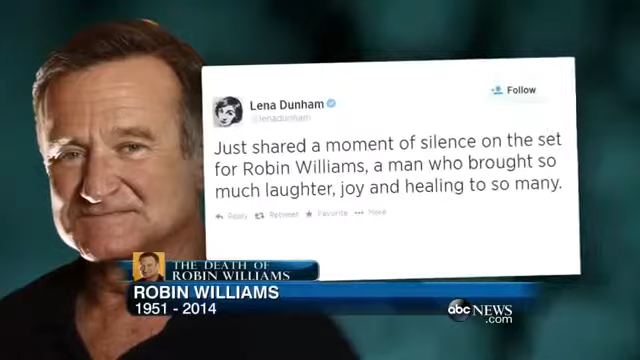 Lena Dunham
@lenadunham
Follow
Just shared a moment of silence on the set
for Robin Williams, a man who brought so
much laughter, joy and healing to so many.
Reply Retweet Favorite More
THE DEATH OF
ROBIN WILLIAMS
ROBIN WILLIAMS
1951 - 2014
abc NEWS
.com